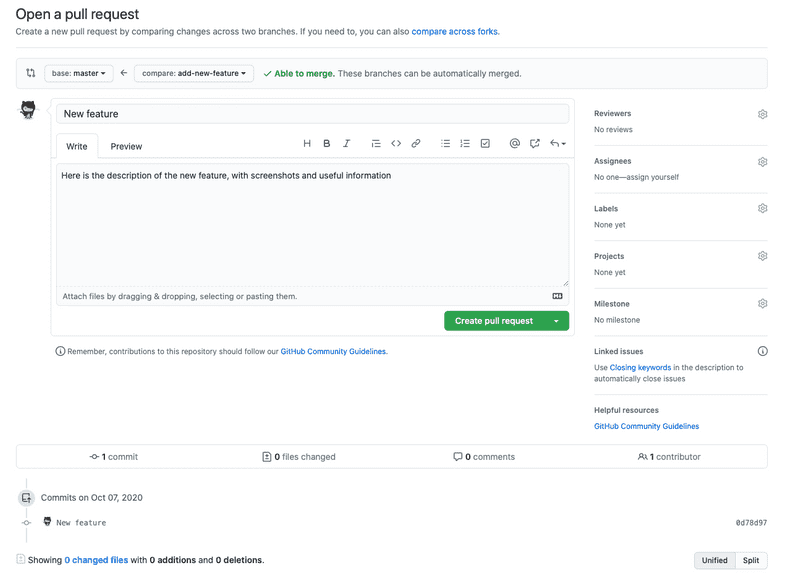 Open a pull request
Create a new pull request by comparing changes across two branches. If you need to, you can also compare across forks.
base: master ← compare: add-new-feature ✓ Able to merge. These branches can be automatically merged.
New feature
Write Preview H B I @
Here is the description of the new feature, with screenshots and useful information
Attach files by dragging & dropping, selecting or pasting them.
Create pull request
Remember, contributions to this repository should follow our GitHub Community Guidelines.
Reviewers
No reviews
Assignees
No one—assign yourself
Labels
None yet
Projects
None yet
Milestone
No milestone
Linked issues
Use Closing keywords in the description to
automatically close issues
Helpful resources
GitHub Community Guidelines
1 commit 0 files changed 0 comments 1 contributor
Commits on Oct 07, 2020
New feature 0d78d97
Showing 0 changed files with 0 additions and 0 deletions. Unified Split